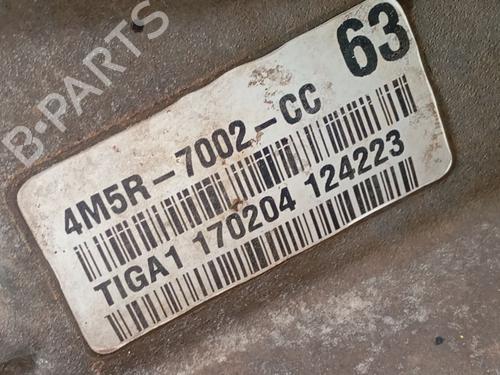 63
4M5R-7002-CC
TIGA1 170204 124223
B-PARTS